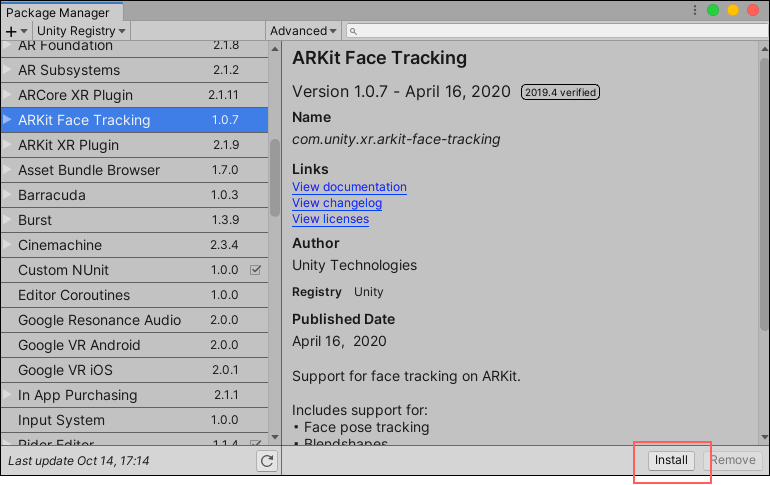 Package Manager
Unity Registry
Advanced
AR Foundation 2.1.8
AR Subsystems 2.1.2
ARCore XR Plugin 2.1.11
ARKit Face Tracking 1.0.7
ARKit XR Plugin 2.1.9
Asset Bundle Browser 1.7.0
Barracuda 1.0.3
Burst 1.3.9
Cinemachine 2.3.4
Custom NUnit 1.0.0
Editor Coroutines 1.0.0
Google Resonance Audio 2.0.0
Google VR Android 2.0.0
Google VR iOS 2.0.1
In App Purchasing 2.1.1
Input System 1.0.0
Rider Editor 1.1.4
Last update Oct 14, 17:14
ARKit Face Tracking
Version 1.0.7 - April 16, 2020 2019.4 verified
Name
com.unity.xr.arkit-face-tracking
Links
View documentation
View changelog
View licenses
Author
Unity Technologies
Registry Unity
Published Date
April 16, 2020
Support for face tracking on ARKit.
Includes support for:
• Face pose tracking
• Blendshapes
Install Remove